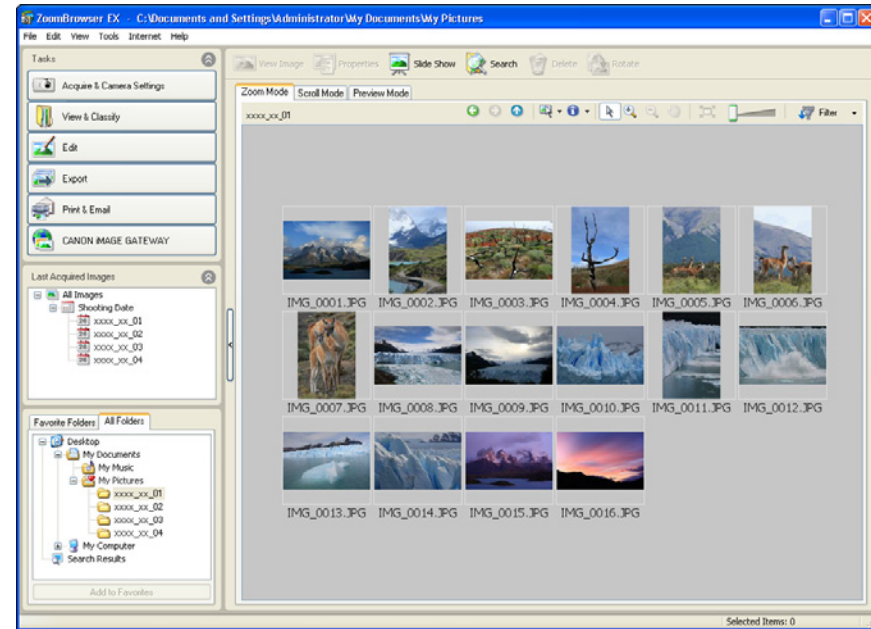 ZoomBrowser EX - C:\Documents and Settings\Administrator\My Documents\My Pictures
File Edit View Tools Internet Help
Tasks
Acquire & Camera Settings
View & Classify
Edit
Export
Print & Email
CANON iMAGE GATEWAY
Last Acquired Images
All Images
Shooting Date
xxxx_xx_01
xxxx_xx_02
xxxx_xx_03
xxxx_xx_04
Favorite Folders All Folders
Desktop
My Documents
My Music
My Pictures
xxxx_xx_01
xxxx_xx_02
xxxx_xx_03
xxxx_xx_04
My Computer
Search Results
Add to Favorites
View Image Properties Slide Show Search Delete Rotate
Zoom Mode Scroll Mode Preview Mode
xxxx_xx_01 Filter
IMG_0001.JPG IMG_0002.JPG IMG_0003.JPG IMG_0004.JPG IMG_0005.JPG IMG_0006.JPG
IMG_0007.JPG IMG_0008.JPG IMG_0009.JPG IMG_0010.JPG IMG_0011.JPG IMG_0012.JPG
IMG_0013.JPG IMG_0014.JPG IMG_0015.JPG IMG_0016.JPG
Selected Items: 0